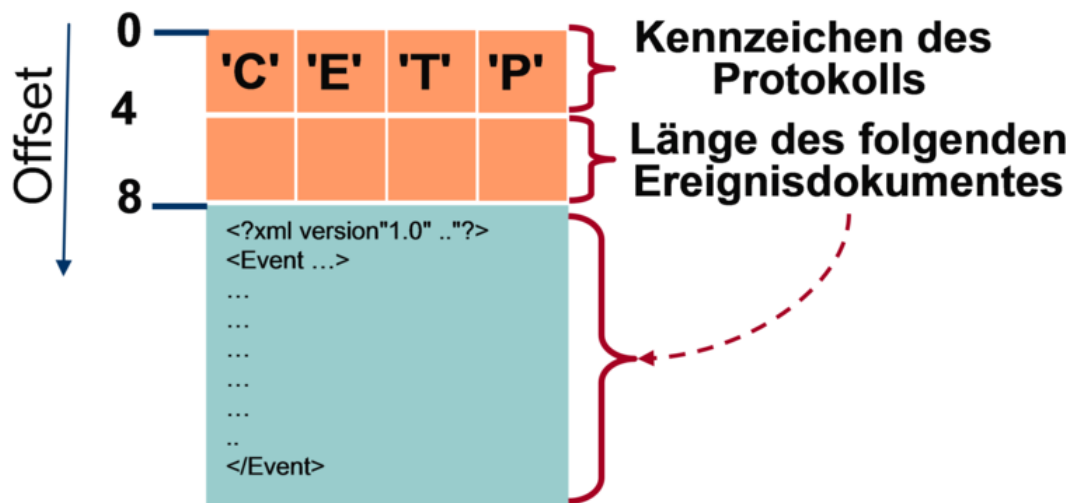 Offset
0
'C' 'E' 'T' 'P'
Kennzeichen des
Protokolls
4
Länge des folgenden
Ereignisdokumentes
8
<?xml version"1.0" .."?>
<Event ...>
...
...
...
...
...
..
</Event>